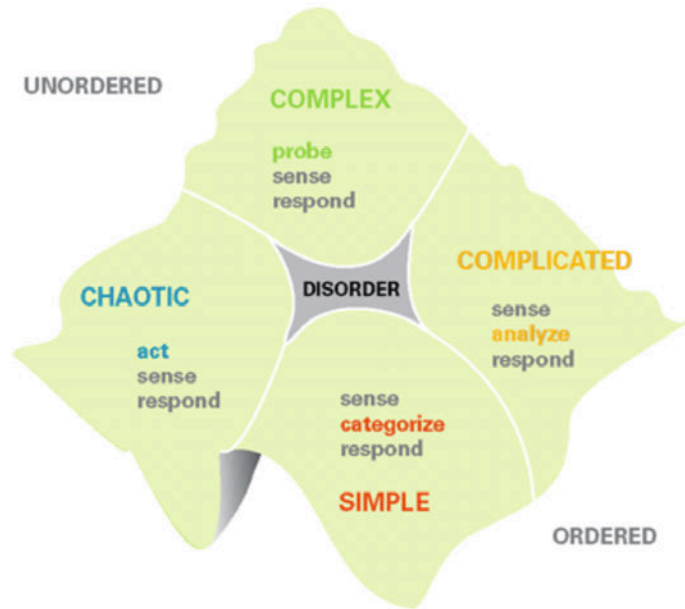 UNORDERED
COMPLEX
probe
sense
respond
COMPLICATED
sense
analyze
respond
CHAOTIC
act
sense
respond
DISORDER
sense
categorize
respond
SIMPLE
ORDERED